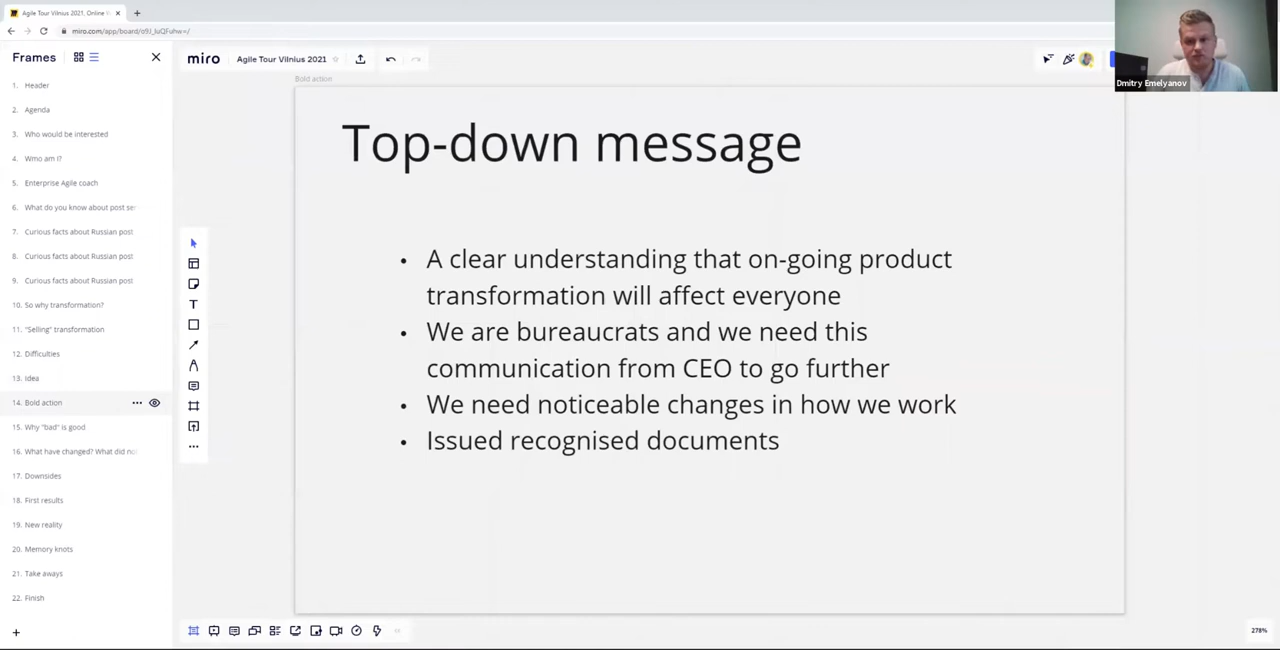 Agile Tour Vilnius 2021, Online
miro.com/app/board/o9J_luQFuhw=/
Frames
miro
Agile Tour Vilnius 2021
Dmitry Emelyanov
Bold action
1. Header
2. Agenda
3. Who would be interested
4. Wmo am I?
5. Enterprise Agile coach
6. What do you know about post ser
7. Curious facts about Russian post
8. Curious facts about Russian post
9. Curious facts about Russian post
10. So why transformation?
11. "Selling" transformation
12. Difficulties
13. Idea
14. Bold action
15. Why "bad" is good
16. What have changed? What did no
17. Downsides
18. First results
19. New reality
20. Memory knots
21. Take aways
22. Finish
Top-down message
• A clear understanding that on-going product
transformation will affect everyone
• We are bureaucrats and we need this
communication from CEO to go further
• We need noticeable changes in how we work
• Issued recognised documents
278%